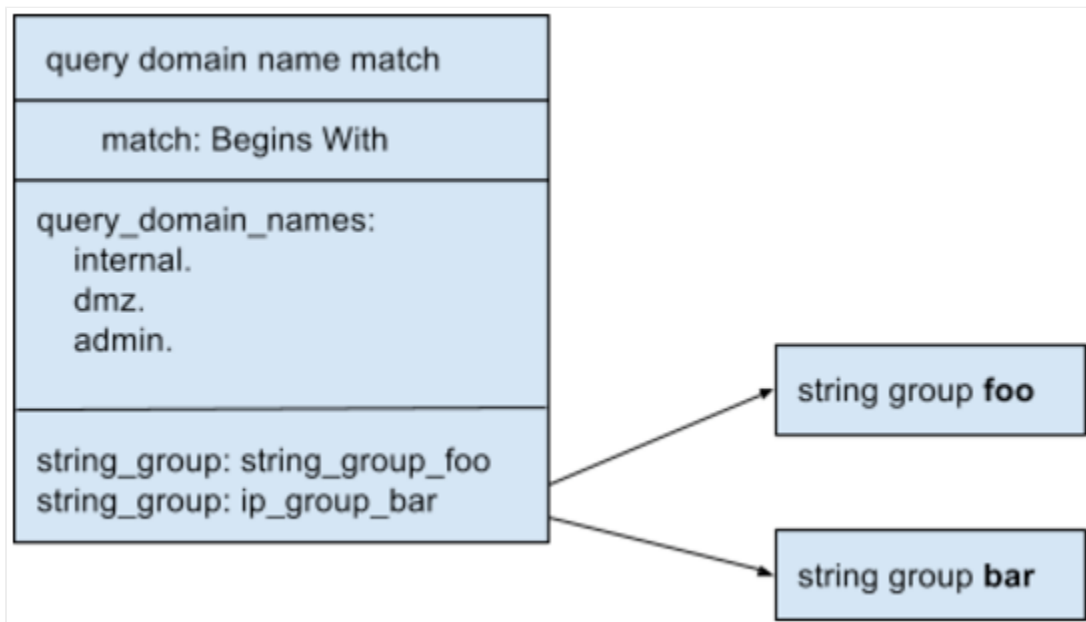 query domain name match
match: Begins With
query_domain_names:
internal.
dmz.
admin.
string_group: string_group_foo
string_group: ip_group_bar
string group foo
string group bar